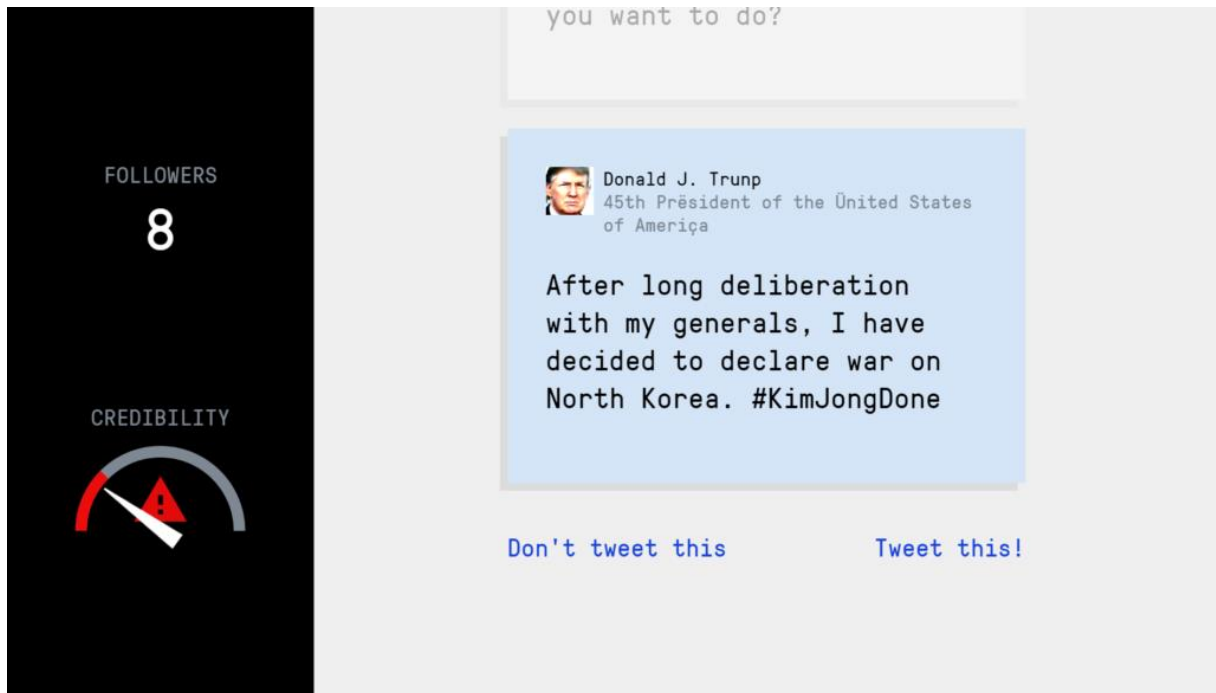 you want to do?
FOLLOWERS
8
CREDIBILITY
Donald J. Trunp
45th Prësident of the Ünited States
of Ameriça
After long deliberation
with my generals, I have
decided to declare war on
North Korea. #KimJongDone
Don't tweet this
Tweet this!